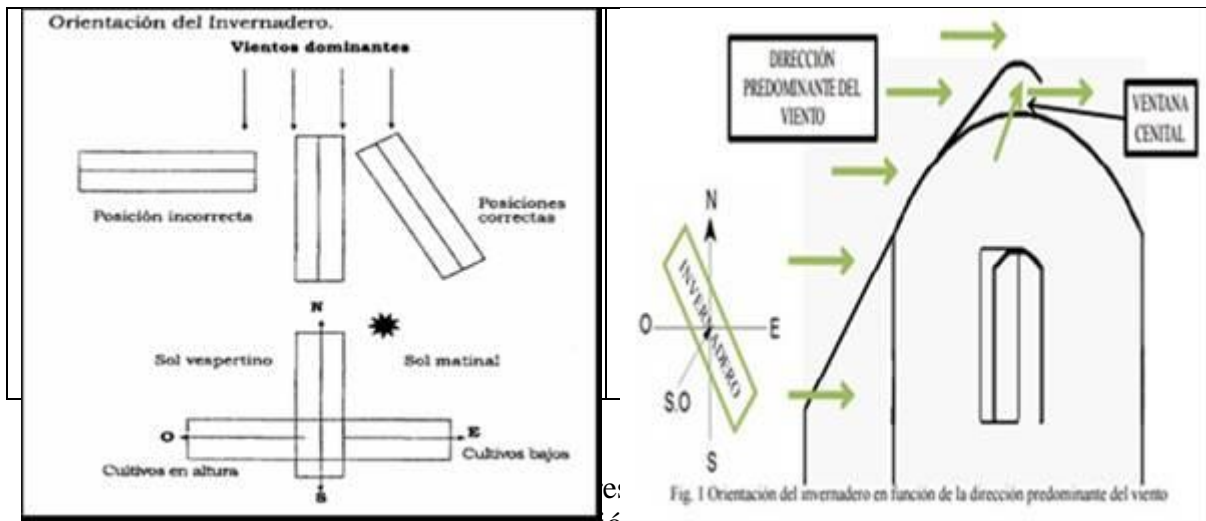 Orientación del Invernadero.
Vientos dominantes
Posición incorrecta
Posiciones
correctas
N
Sol vespertino
Sol matinal
O
E
Cultivos en altura
Cultivos bajos
S
DIRECCIÓN
PREDOMINANTE DEL
VIENTO
VENTANA
CENITAL
N
INVERNADERO
O
E
S.O
S
Fig. 1 Orientación del invernadero en función de la dirección predominante del viento